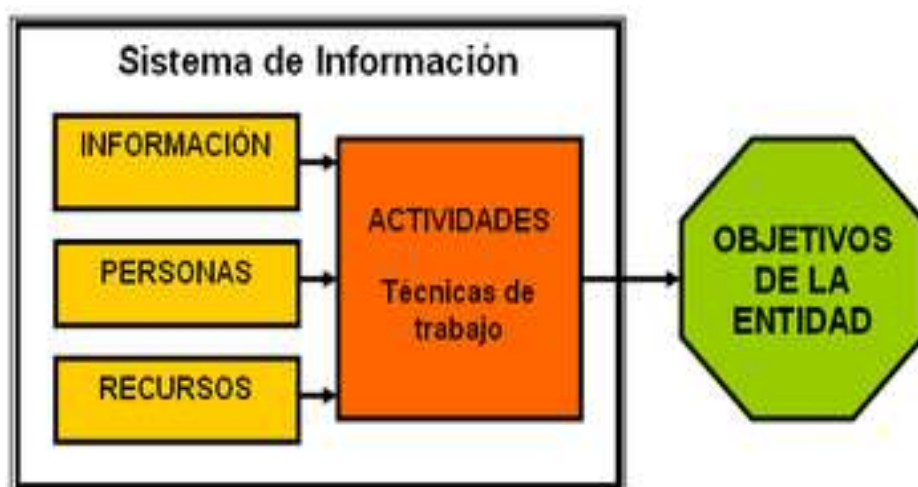 Sistema de Información
INFORMACIÓN
PERSONAS
RECURSOS
ACTIVIDADES
Técnicas de
trabajo
OBJETIVOS
DE LA
ENTIDAD